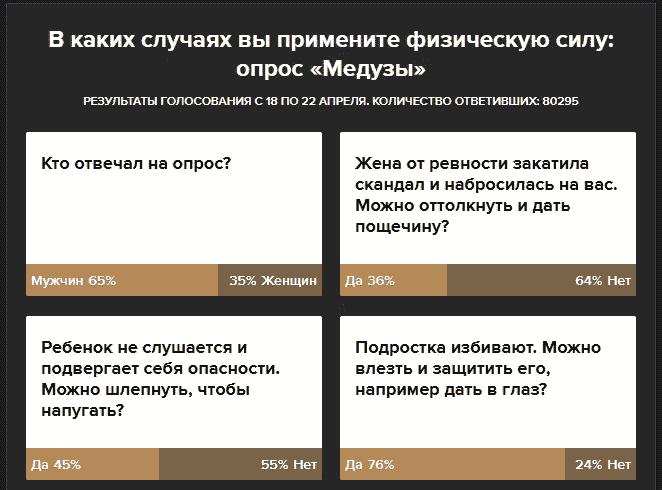 В каких случаях вы примените физическую силу:
опрос «Медузы»
РЕЗУЛЬТАТЫ ГОЛОСОВАНИЯ С 18 ПО 22 АПРЕЛЯ. КОЛИЧЕСТВО ОТВЕТИВШИХ: 80295
Кто отвечал на опрос?
Мужчин 65% 35% Женщин
Жена от ревности закатила
скандал и набросилась на вас.
Можно оттолкнуть и дать
пощечину?
Да 36% 64% Нет
Ребенок не слушается и
подвергает себя опасности.
Можно шлепнуть, чтобы
напугать?
Да 45% 55% Нет
Подростка избивают. Можно
влезть и защитить его,
например дать в глаз?
Да 76% 24% Нет